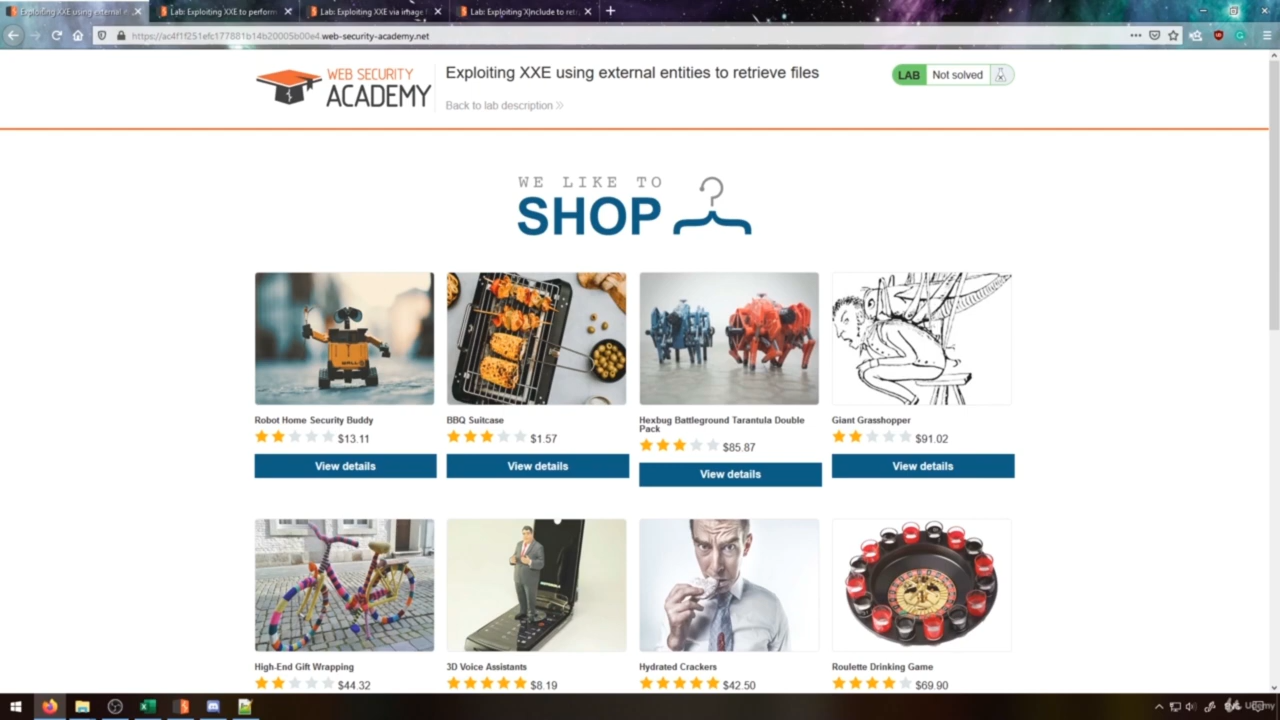 Exploiting XXE using external e
Lab: Exploiting XXE to perform
Lab: Exploiting XXE via image
Lab: Exploiting XInclude to ret
https://ac4f1f251efc177881b14b20005b00e4.web-security-academy.net
WEB SECURITY
ACADEMY
Exploiting XXE using external entities to retrieve files
Back to lab description
LAB
Not solved
WE LIKE TO
SHOP
Robot Home Security Buddy
$13.11
View details
BBQ Suitcase
$1.57
View details
Hexbug Battleground Tarantula Double
Pack
$85.87
View details
Giant Grasshopper
$91.02
View details
High-End Gift Wrapping
$44.32
3D Voice Assistants
$8.19
Hydrated Crackers
$42.50
Roulette Drinking Game
$69.90
Udemy